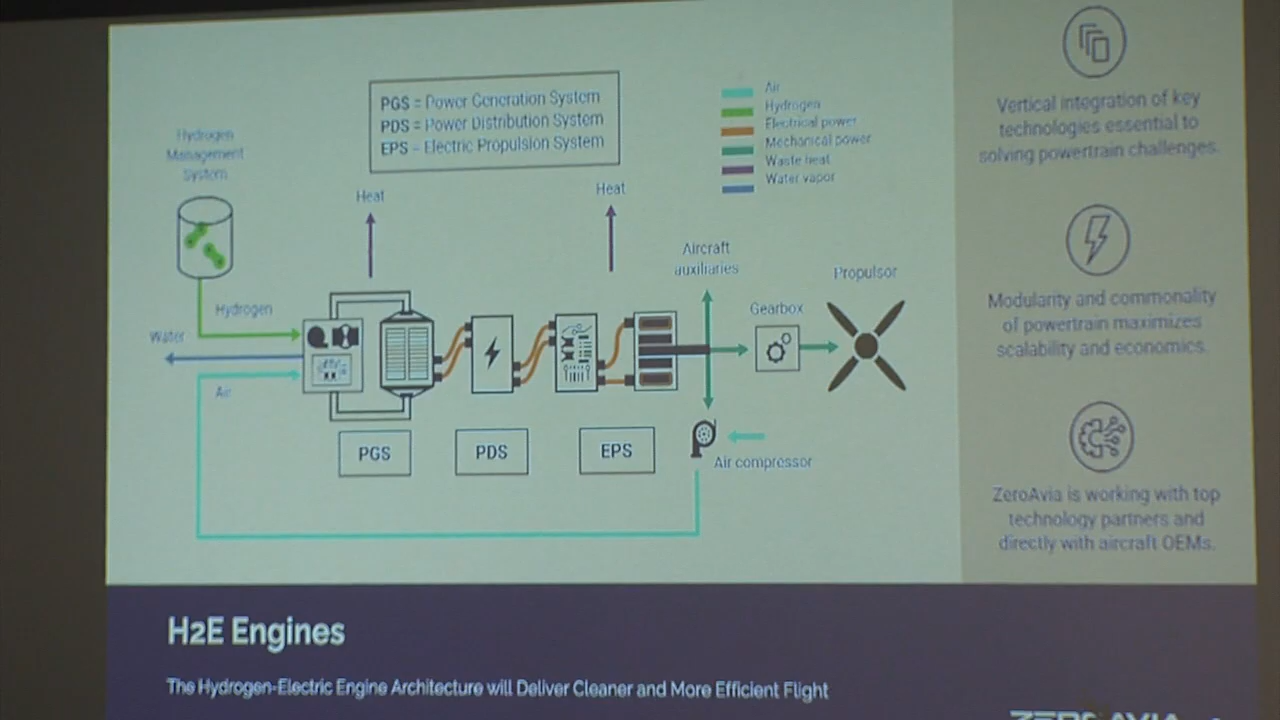 PGS = Power Generation System
PDS = Power Distribution System
EPS - Electric Propulsion System
Air
Hydrogen
Electrical power
Mechanical power
Waste heat
Water vapor
Hydrogen
Management
System
Heat
Heat
Aircraft
auxiliaries
Propulsor
Gearbox
Hydrogen
Water
Air
PGS
PDS
EPS
Air compressor
Vertical integration of key
technologies essential to
solving powertrain challenges.
Modularity and commonality
of powertrain maximizes
scalability and economics.
ZeroAvia is working with top
technology partners and
directly with aircraft OEMs.
H2E Engines
The Hydrogen-Electric Engine Architecture will Deliver Cleaner and More Efficient Flight
ZEROAVIA